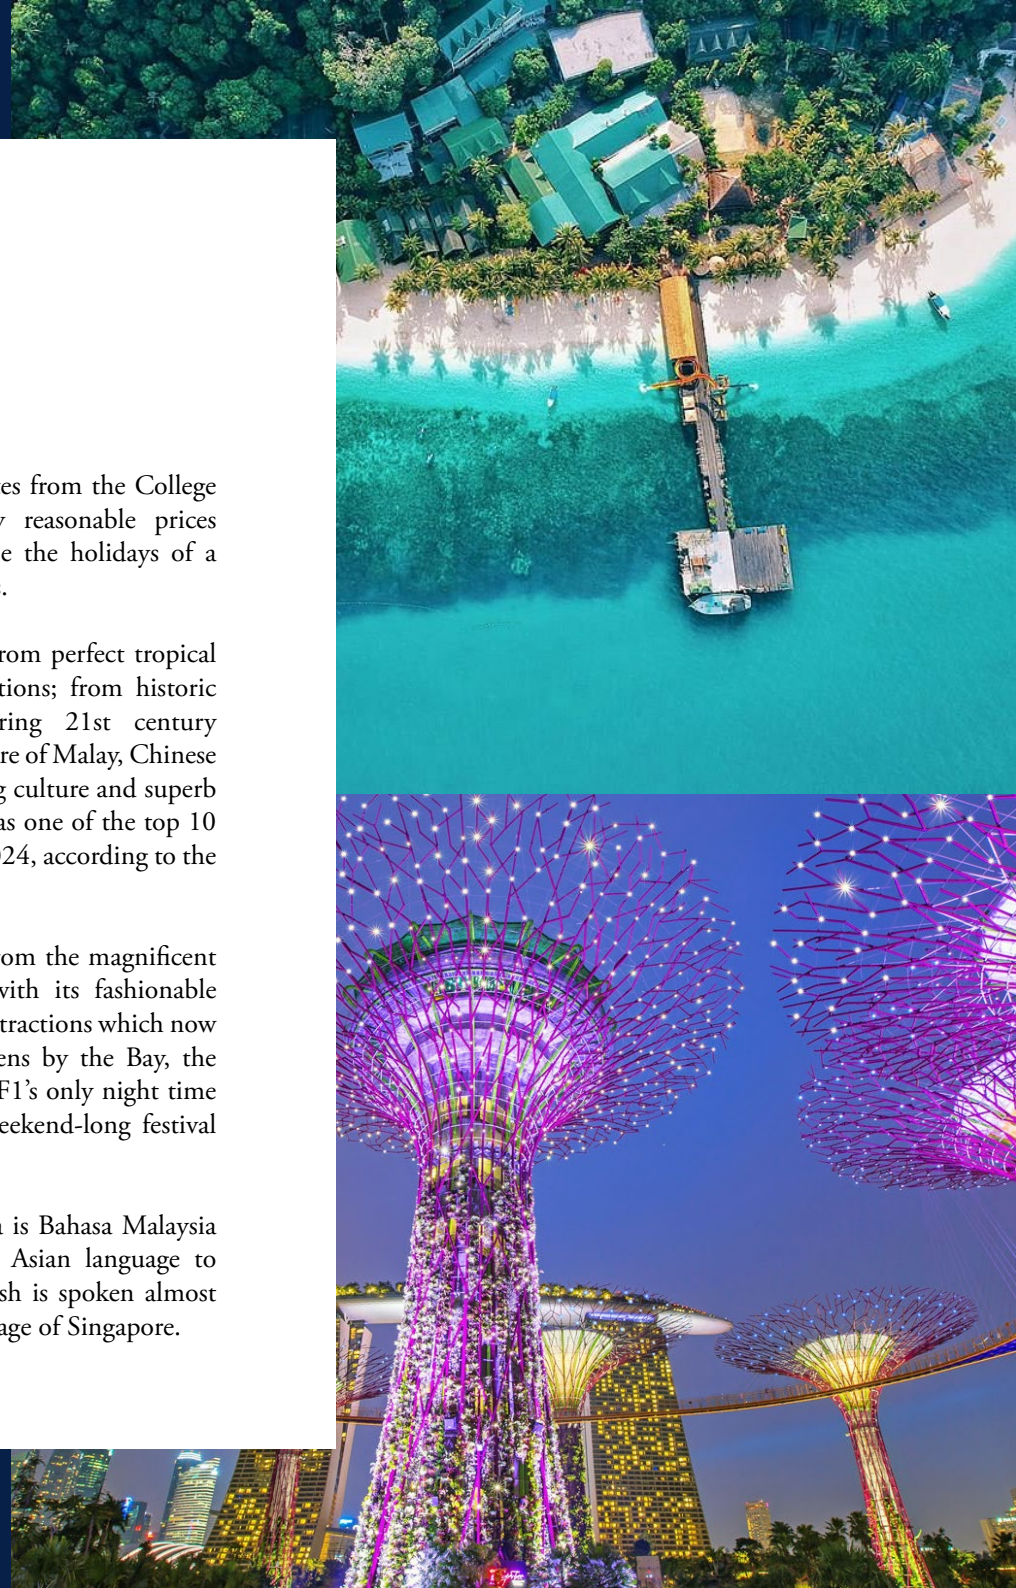 es from the College
reasonable prices
e the holidays of a
rom perfect tropical
tions; from historic
ring 21st century
re of Malay, Chinese
g culture and superb
as one of the top 10
24, according to the
om the magnificent
with its fashionable
tractions which now
ens by the Bay, the
F1’s only night time
eekend-long festival
is Bahasa Malaysia
Asian language to
sh is spoken almost
age of Singapore.